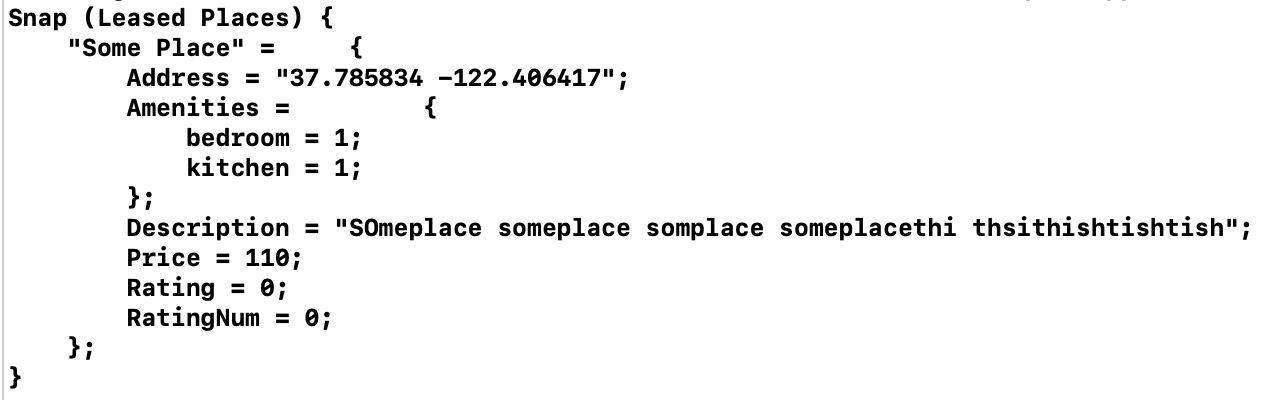 Snap (Leased Places) {
    "Some Place" =     {
        Address = "37.785834 -122.406417";
        Amenities =         {
            bedroom = 1;
            kitchen = 1;
        };
        Description = "SOmeplace someplace somplace someplacethi thsithishtishtish";
        Price = 110;
        Rating = 0;
        RatingNum = 0;
    };
}